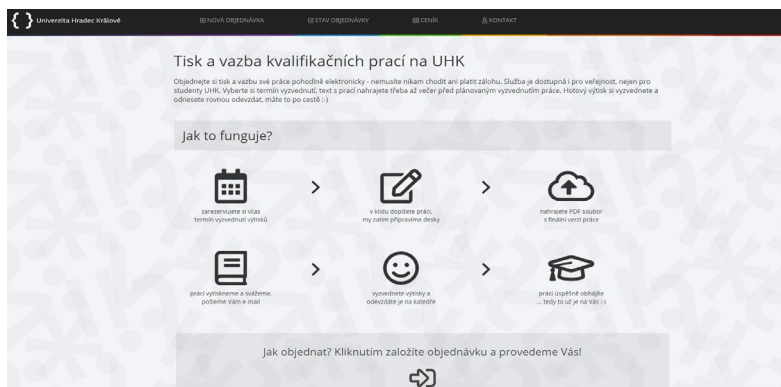 Univerzita Hradec Králové
NOVÁ OBJEDNÁVKA
STAV OBJEDNÁVKY
CENÍK
KONTAKT
Tisk a vazba kvalifikačních prací na UHK
Objednejte si tisk a vazbu své práce pohodlně elektronicky - nemusíte nikam chodit ani platit zálohu. Služba je dostupná i pro veřejnost, nejen pro
studenty UHK. Vyberte si termín vyzvednutí, text s prací nahrajete třeba až večer před plánovaným vyzvednutím práce. Hotový výtisk si vyzvednete a
odnesete rovnou odevzdat, máte to po cestě :-)
Jak to funguje?
zarezervujete si včas
termín vyzvednutí výtisků
v klidu dopíšete práci,
my zatím připravíme desky
nahrajete PDF soubor
s finální verzí práce
práci vytiskneme a svážeme,
pošleme Vám e-mail
vyzvednete výtisky a
odevzdáte je na katedře
práci úspěšně obhájíte
... tedy to už je na Vás :-)
Jak objednat? Kliknutím založíte objednávku a provedeme Vás!